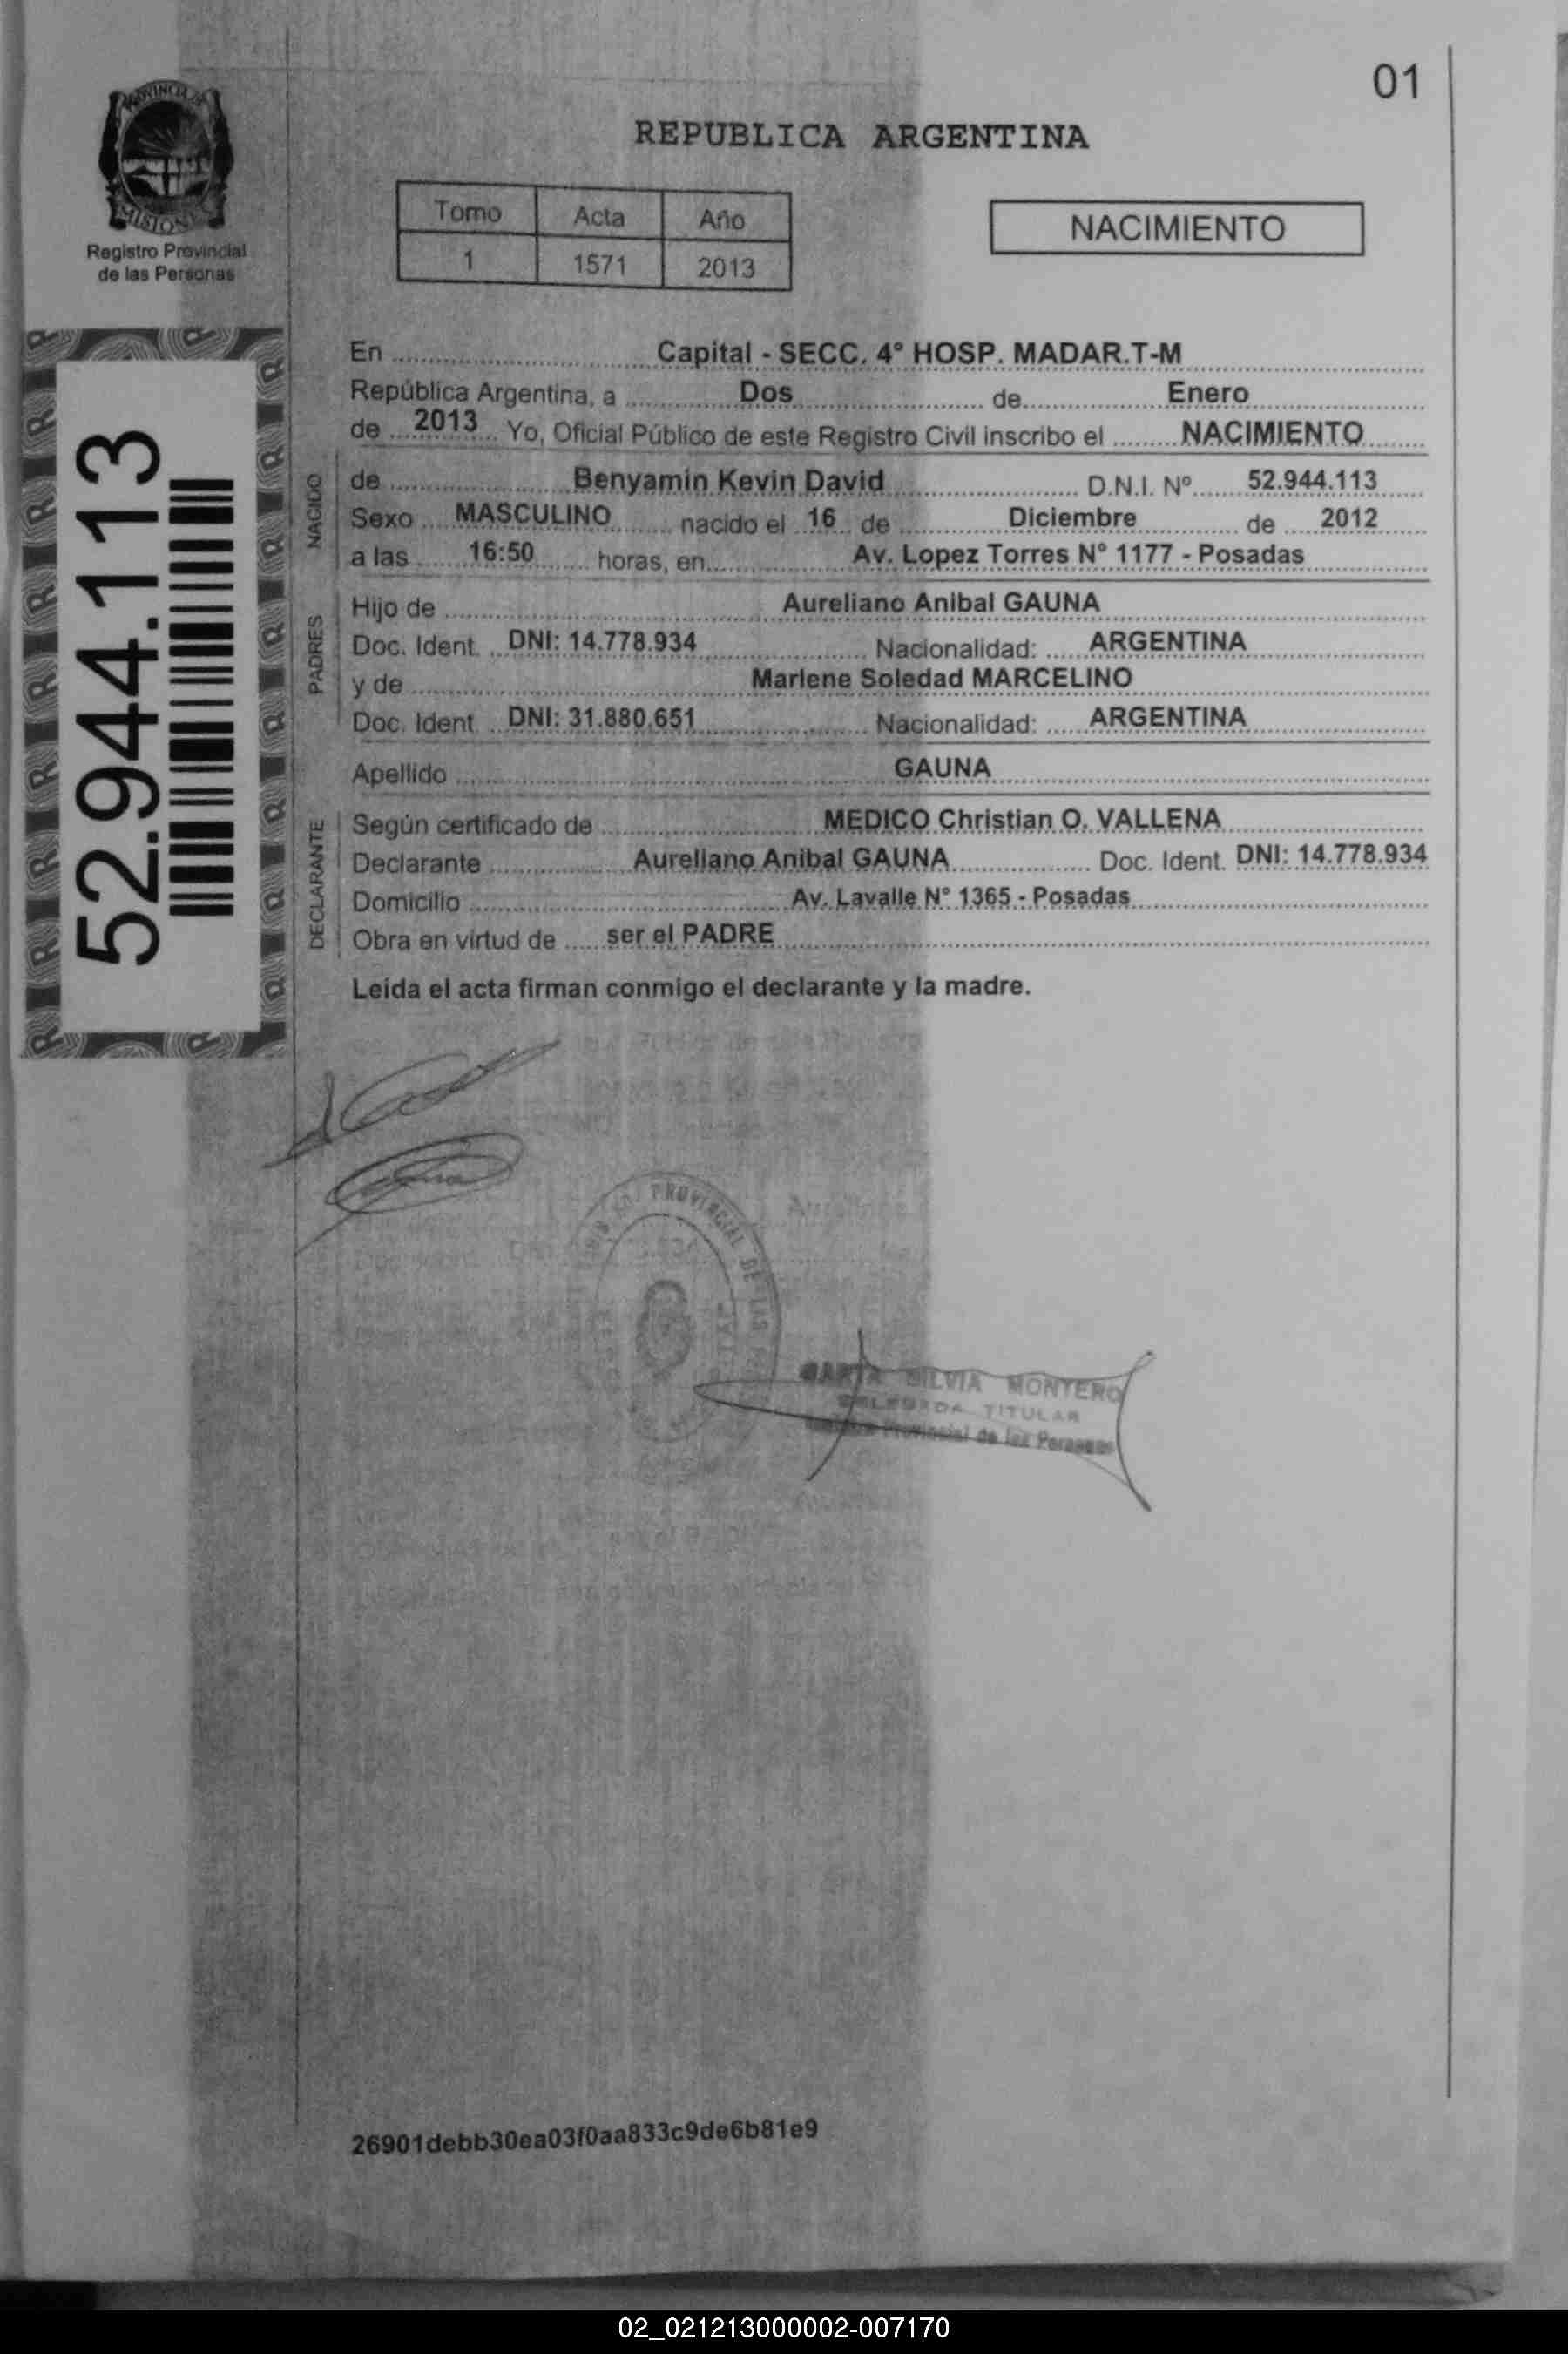 01
PROVINCIA DE
MISIONES
Registro Provincial
de las Personas
REPUBLICA ARGENTINA
Tomo Acta Año
1 1571 2013
NACIMIENTO
52.944.113
En Capital - SECC. 4° HOSP. MADAR.T-M
República Argentina, a Dos de Enero
de 2013 Yo, Oficial Público de este Registro Civil inscribo el NACIMIENTO
NACIDO
de Benyamin Kevin David D.N.I. Nº 52.944.113
Sexo MASCULINO nacido el 16 de Diciembre de 2012
a las 16:50 horas, en Av. Lopez Torres N° 1177 - Posadas
PADRES
Hijo de Aureliano Anibal GAUNA
Doc. Ident. DNI: 14.778.934 Nacionalidad: ARGENTINA
y de Marlene Soledad MARCELINO
Doc. Ident. DNI: 31.880.651 Nacionalidad: ARGENTINA
Apellido GAUNA
DECLARANTE
Según certificado de MEDICO Christian O. VALLENA
Declarante Aureliano Anibal GAUNA Doc. Ident. DNI: 14.778.934
Domicilio Av. Lavalle N° 1365 - Posadas
Obra en virtud de ser el PADRE
Leida el acta firman conmigo el declarante y la madre.
PROVINCIAL DE LAS
SILVIA MONTERO
TITULAR
Provincial de las Personas
26901debb30ea03f0aa833c9de6b81e9
02_021213000002-007170